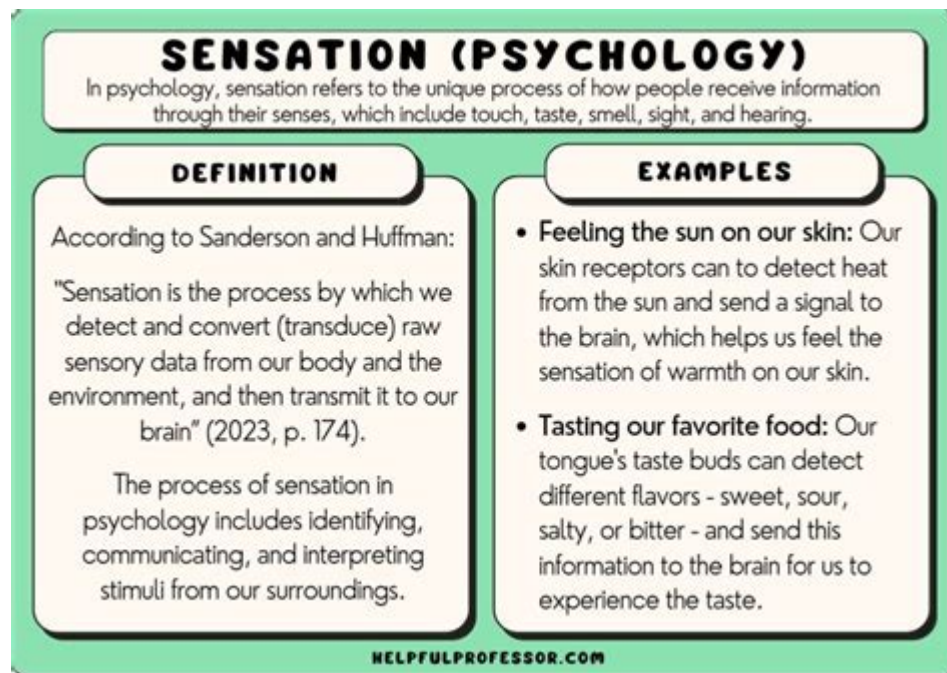 SENSATION (PSYCHOLOGY)
In psychology, sensation refers to the unique process of how people receive information
through their senses, which include touch, taste, smell, sight, and hearing.
DEFINITION
According to Sanderson and Huffman:
"Sensation is the process by which we
detect and convert (transduce) raw
sensory data from our body and the
environment, and then transmit it to our
brain" (2023, p. 174).
The process of sensation in
psychology includes identifying,
communicating, and interpreting
stimuli from our surroundings.
EXAMPLES
• Feeling the sun on our skin: Our
skin receptors can to detect heat
from the sun and send a signal to
the brain, which helps us feel the
sensation of warmth on our skin.
• Tasting our favorite food: Our
tongue's taste buds can detect
different flavors - sweet, sour,
salty, or bitter - and send this
information to the brain for us to
experience the taste.
HELPFULPROFESSOR.COM